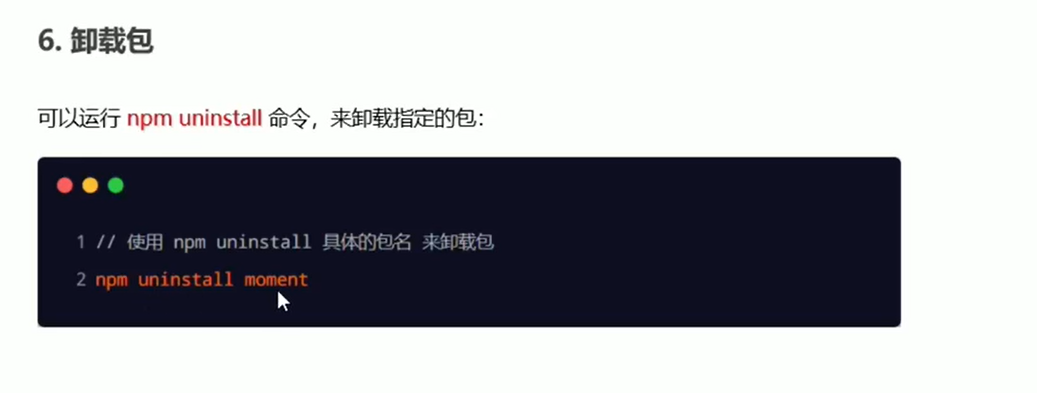 6. 卸载包
可以运行 npm uninstall 命令，来卸载指定的包：
1 // 使用 npm uninstall 具体的包名 来卸载包
2 npm uninstall moment